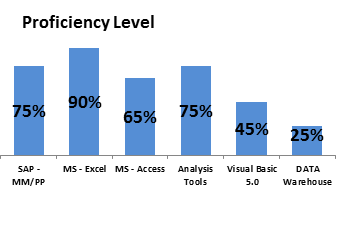 Proficiency Level
75%
90%
65%
75%
45%
25%
SAP -
MM/PP
MS - Excel
MS - Access
Analysis
Tools
Visual Basic
5.0
DATA
Warehouse